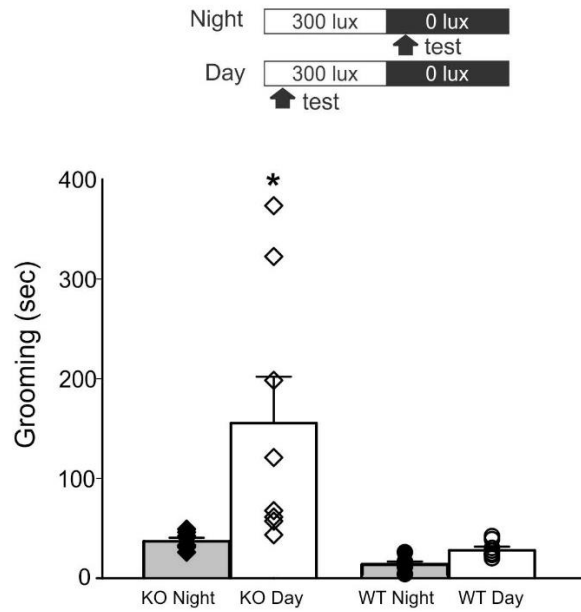 Night 300 lux 0 lux
test
Day 300 lux 0 lux
test
*
400
300
200
100
0
Grooming (sec)
KO Night KO Day WT Night WT Day